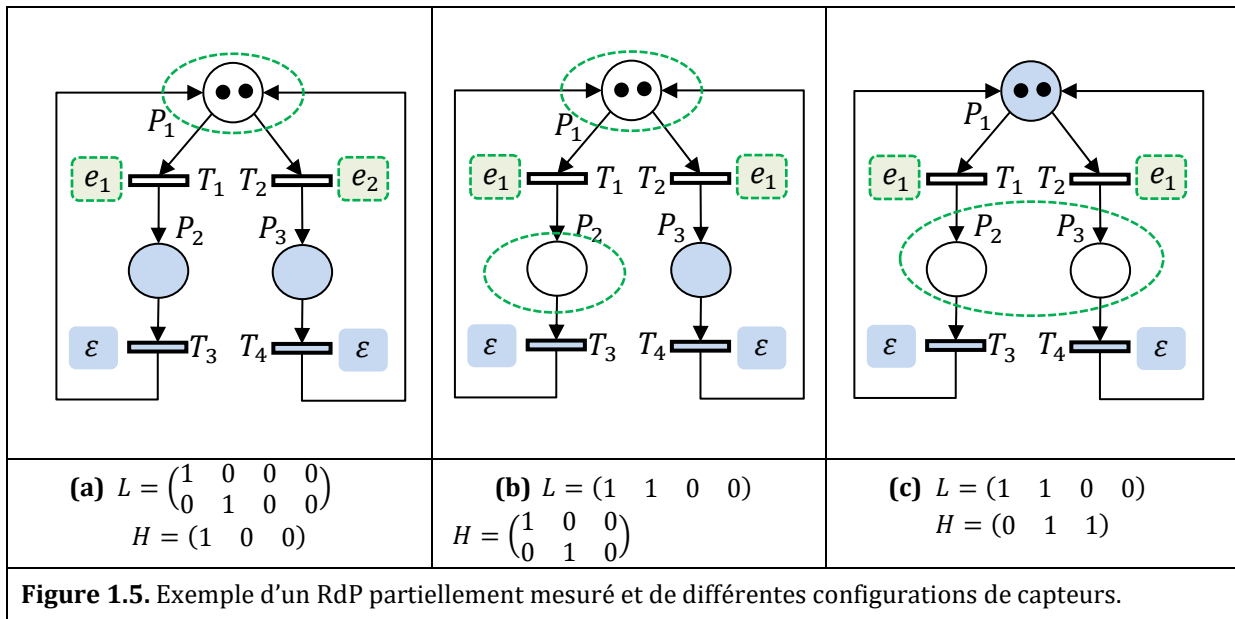 P₁ P₁ P₁
e₁ T₁ T₂ e₂ e₁ T₁ T₂ e₁ e₁ T₁ T₂ e₁
P₂ P₃ P₂ P₃ P₂ P₃
ε T₃ T₄ ε ε T₃ T₄ ε ε T₃ T₄ ε
(a) L = (1 0 0 0
0 1 0 0)
H = (1 0 0)
(b) L = (1 1 0 0)
H = (1 0 0
0 1 0)
(c) L = (1 1 0 0)
H = (0 1 1)
Figure 1.5. Exemple d'un RdP partiellement mesuré et de différentes configurations de capteurs.